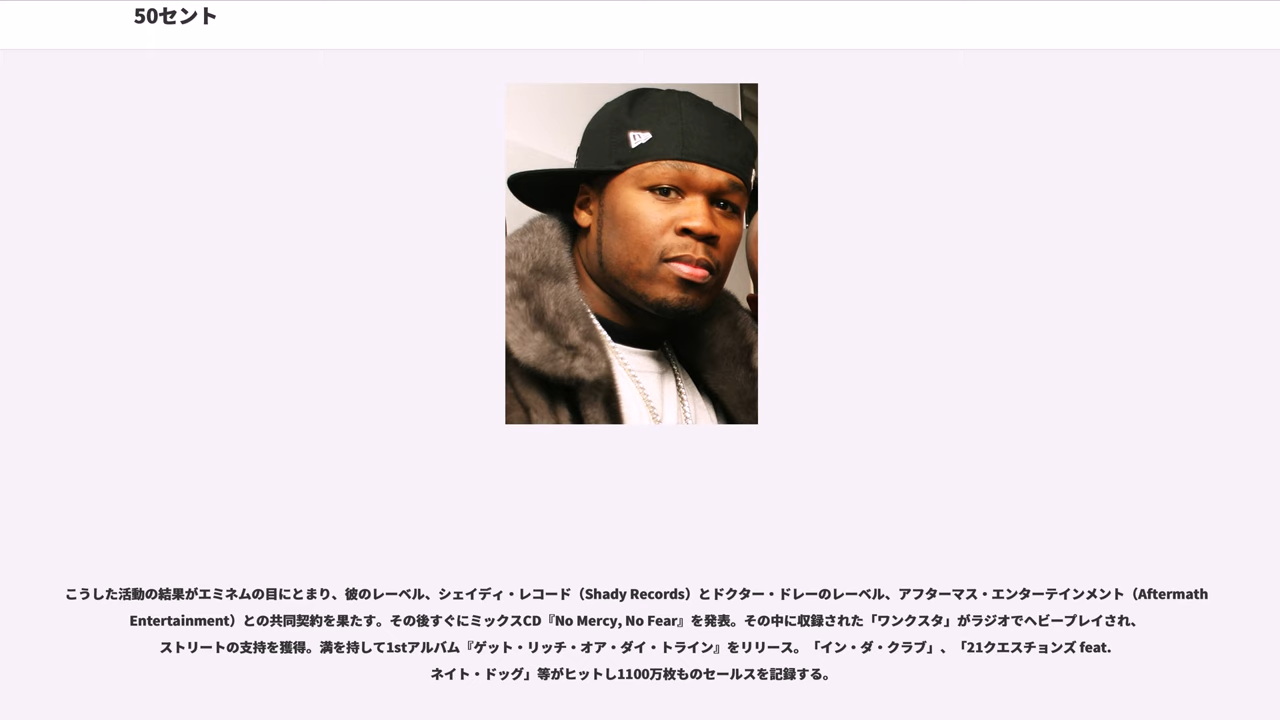 50セント
こうした活動の結果がエミネムの目にとまり、彼のレーベル、シェイディ・レコード（Shady Records）とドクター・ドレーのレーベル、アフターマス・エンターテインメント（Aftermath
Entertainment）との共同契約を果たす。その後すぐにミックスCD『No Mercy, No Fear』を発表。その中に収録された「ワンクスタ」がラジオでヘビープレイされ、
ストリートの支持を獲得。満を持して1stアルバム『ゲット・リッチ・オア・ダイ・トライン』をリリース。「イン・ダ・クラブ」、「21クエスチョンズ feat.
ネイト・ドッグ」等がヒットし1100万枚ものセールスを記録する。